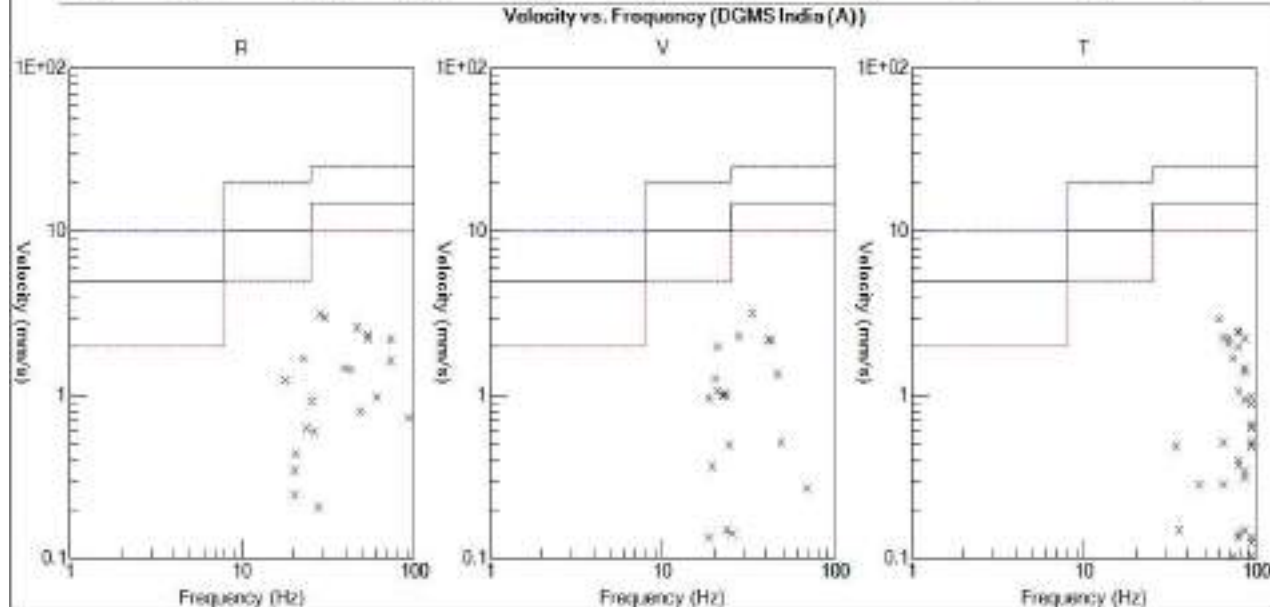 Velocity vs. Frequency (DGMS India (A))
R
V
T
1E+02
10
1
0.1
Velocity (mm/s)
1
10
100
Frequency (Hz)
1E+02
10
1
0.1
Velocity (mm/s)
1
10
100
Frequency (Hz)
1E+02
10
1
0.1
Velocity (mm/s)
1
10
100
Frequency (Hz)